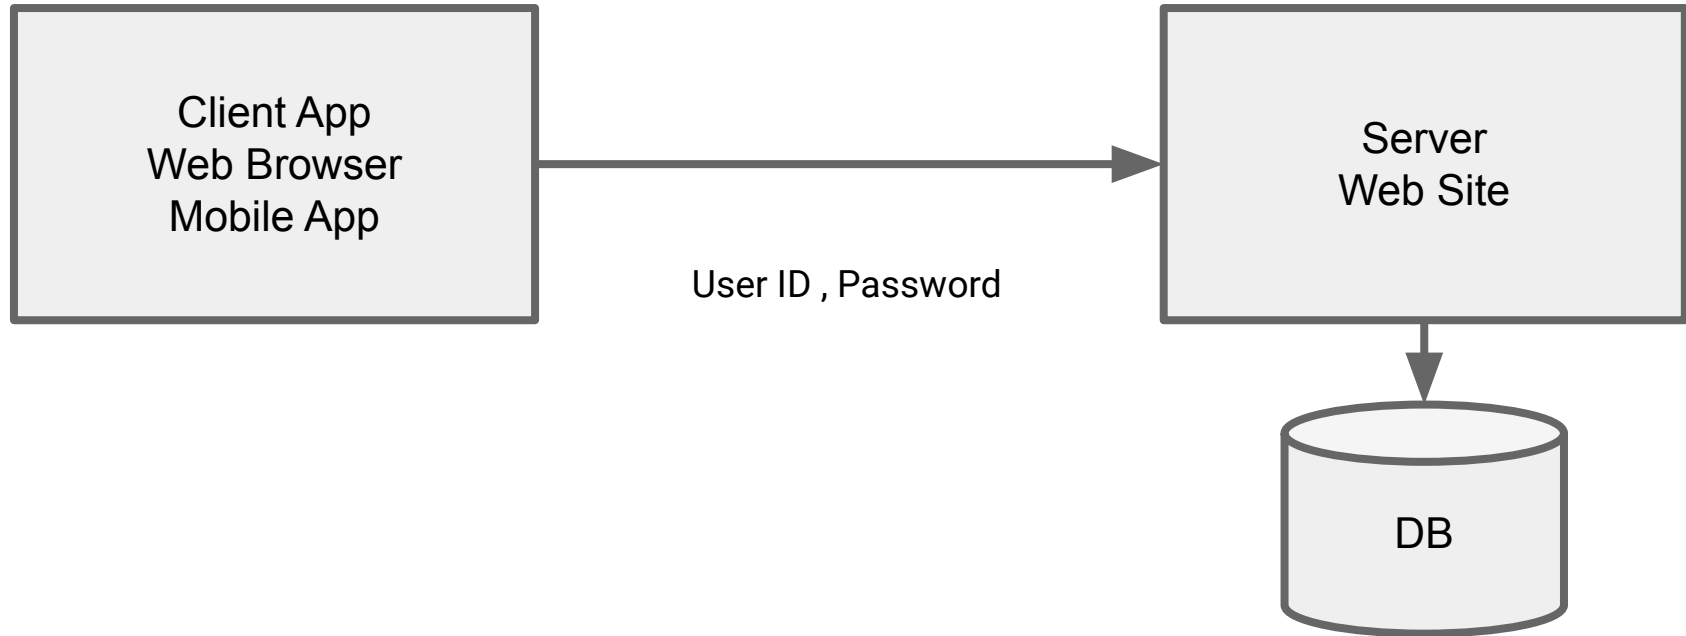 Client App
Web Browser
Mobile App
User ID , Password
Server
Web Site
DB